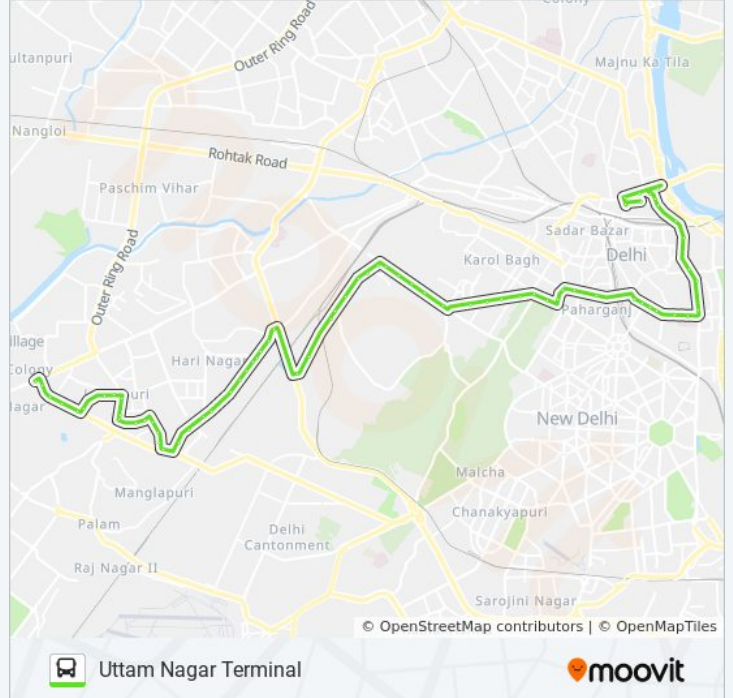 Colony
ultanpuri
Outer Ring Road
Majnu Ka Tila
Nangloi
Rohtak Road
Paschim Vihar
Sadar Bazar
Karol Bagh
Delhi
Outer Ring Road
Paharganj
illage
Hari Nagar
Colony
Nagar
uri
New Delhi
Malcha
Manglapuri
Chanakyapuri
Palam
Delhi
Cantonment
Raj Nagar II
Sarojini Nagar
© OpenStreetMap contributors | © OpenMapTiles
Uttam Nagar Terminal
moovit